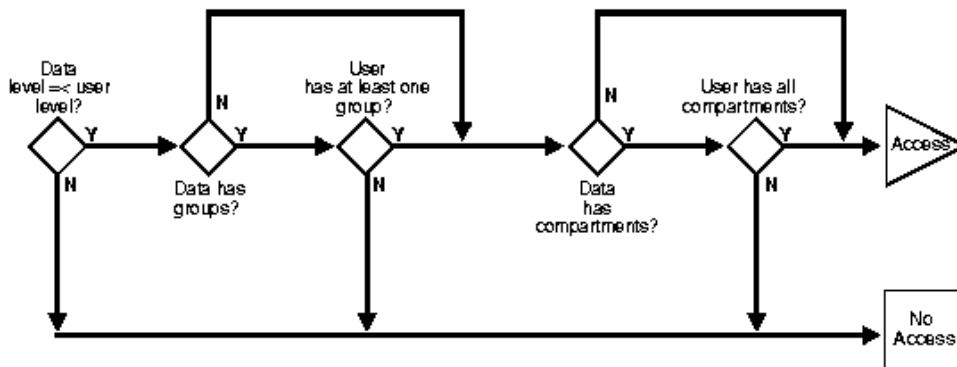 Data
level =< user
level?
Y
N
N
Y
Data has
groups?
User
has at least one
group?
Y
N
N
Y
Data
has
compartments?
User has all
compartments?
Y
N
Access
No
Access